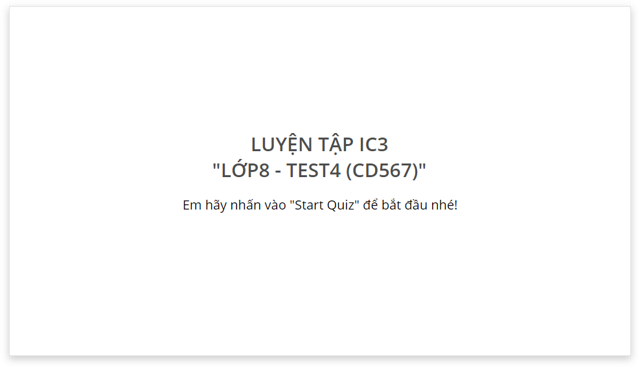 LUYỆN TẬP IC3
"LỚP8 - TEST4 (CD567)"
Em hãy nhấn vào "Start Quiz" để bắt đầu nhé!